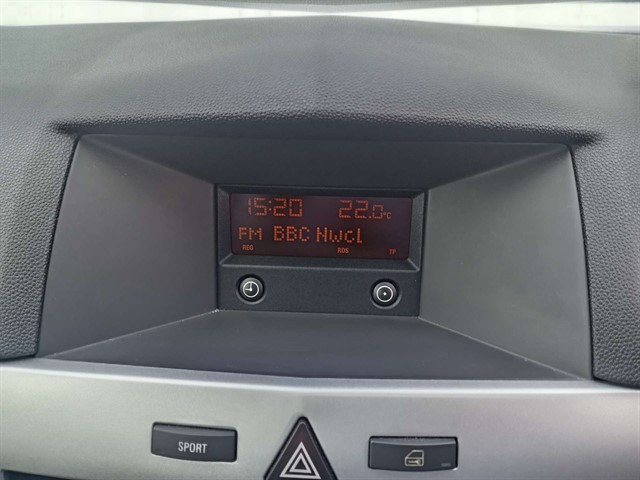 15:20 22.0°C
FM BBC Nwcl
REG RDS TP
SPORT